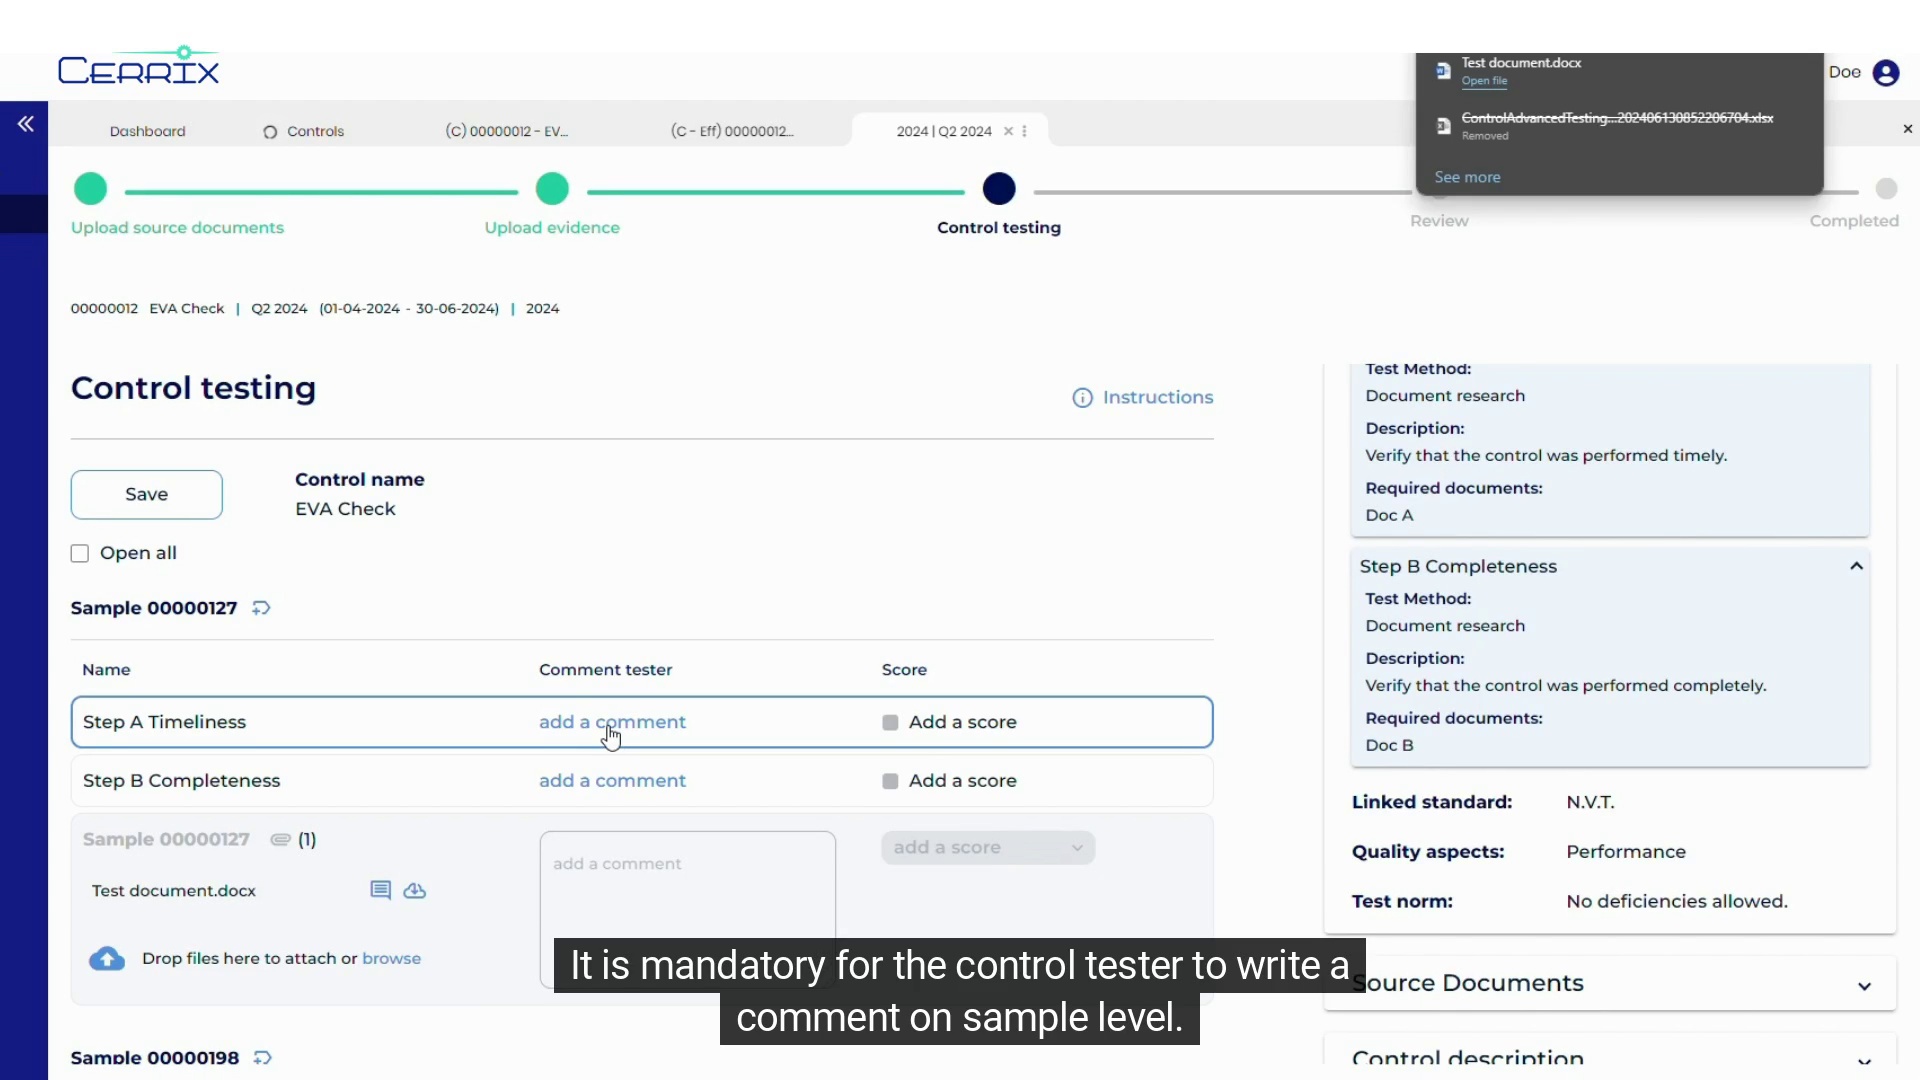 CERRIX
Test document.docx
Open file
Doe
ControlAdvancedTesting...202406130852206704.xlsx
Removed
See more
Dashboard
Controls
(C) 00000012 - EV...
(C - Eff) 00000012...
2024 | Q2 2024
Upload source documents
Upload evidence
Control testing
Review
Completed
00000012 EVA Check | Q2 2024 (01-04-2024 - 30-06-2024) | 2024
Control testing
Instructions
Save
Control name
EVA Check
Open all
Sample 00000127
Name
Comment tester
Score
Step A Timeliness
add a comment
Add a score
Step B Completeness
add a comment
Add a score
Sample 00000127
(1)
add a comment
add a score
Test document.docx
Drop files here to attach or browse
Sample 00000198
Test Method:
Document research
Description:
Verify that the control was performed timely.
Required documents:
Doc A
Step B Completeness
Test Method:
Document research
Description:
Verify that the control was performed completely.
Required documents:
Doc B
Linked standard: N.V.T.
Quality aspects: Performance
Test norm: No deficiencies allowed.
Source Documents
Control description
It is mandatory for the control tester to write a
comment on sample level.